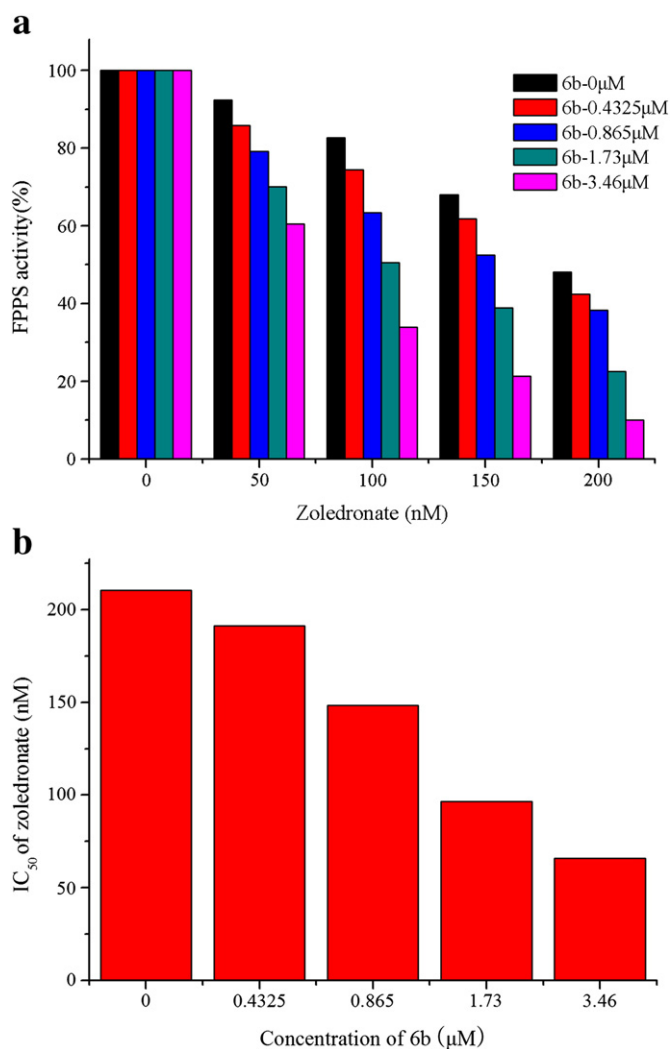 a
100
80
60
40
20
0
FPPS activity(%)
6b-0μM
6b-0.4325μM
6b-0.865μM
6b-1.73μM
6b-3.46μM
0 50 100 150 200
Zoledronate (nM)
b
200
150
100
50
0
IC50 of zoledronate (nM)
0 0.4325 0.865 1.73 3.46
Concentration of 6b (μM)